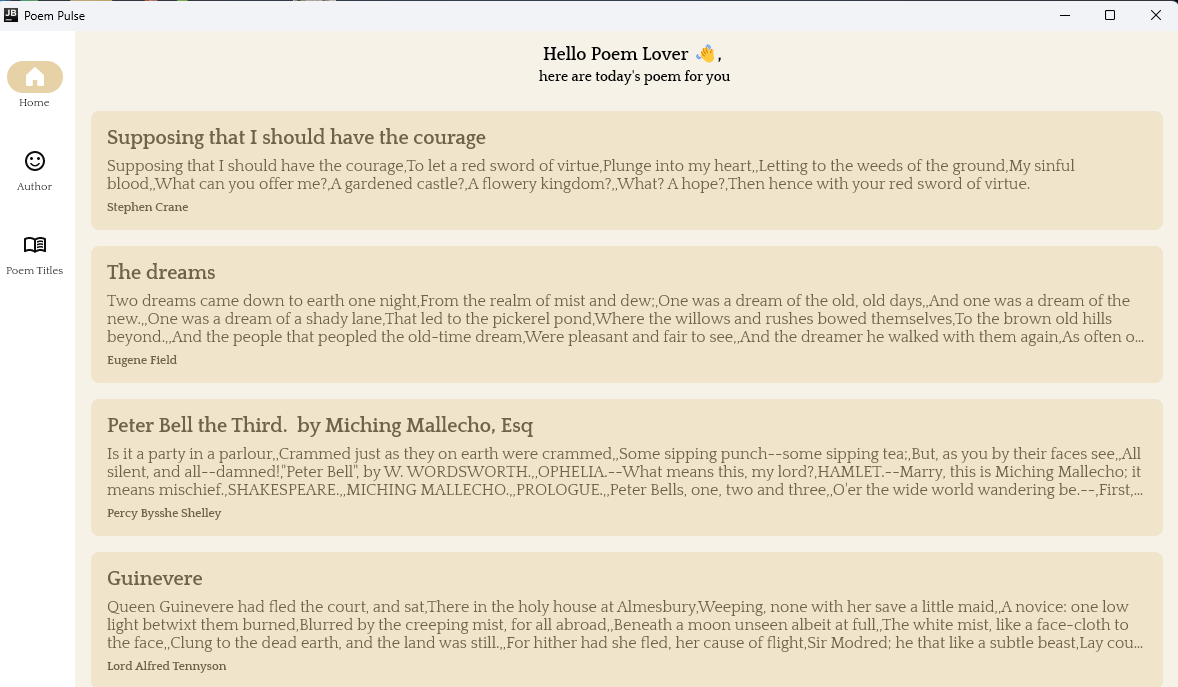 JB Poem Pulse
Hello Poem Lover 👋,
here are today's poem for you
Home
Author
Poem Titles
Supposing that I should have the courage
Supposing that I should have the courage,To let a red sword of virtue,Plunge into my heart,,Letting to the weeds of the ground,My sinful
blood,,What can you offer me?,A gardened castle?,A flowery kingdom?,,What? A hope?,Then hence with your red sword of virtue.
Stephen Crane
The dreams
Two dreams came down to earth one night,From the realm of mist and dew;,One was a dream of the old, old days,,And one was a dream of the
new.,,One was a dream of a shady lane,That led to the pickerel pond,Where the willows and rushes bowed themselves,To the brown old hills
beyond.,,And the people that peopled the old-time dream,Were pleasant and fair to see,,And the dreamer he walked with them again,As often o...
Eugene Field
Peter Bell the Third.  by Miching Mallecho, Esq
Is it a party in a parlour,,Crammed just as they on earth were crammed,,Some sipping punch--some sipping tea;,But, as you by their faces see,,All
silent, and all--damned!,"Peter Bell", by W. WORDSWORTH.,,OPHELIA.--What means this, my lord?,HAMLET.--Marry, this is Miching Mallecho; it
means mischief.,SHAKESPEARE.,,MICHING MALLECHO.,,PROLOGUE.,,Peter Bells, one, two and three,,O'er the wide world wandering be.--,First,...
Percy Bysshe Shelley
Guinevere
Queen Guinevere had fled the court, and sat,There in the holy house at Almesbury,Weeping, none with her save a little maid,,A novice: one low
light betwixt them burned,Blurred by the creeping mist, for all abroad,,Beneath a moon unseen albeit at full,,The white mist, like a face-cloth to
the face,,Clung to the dead earth, and the land was still.,,For hither had she fled, her cause of flight,Sir Modred; he that like a subtle beast,Lay cou...
Lord Alfred Tennyson